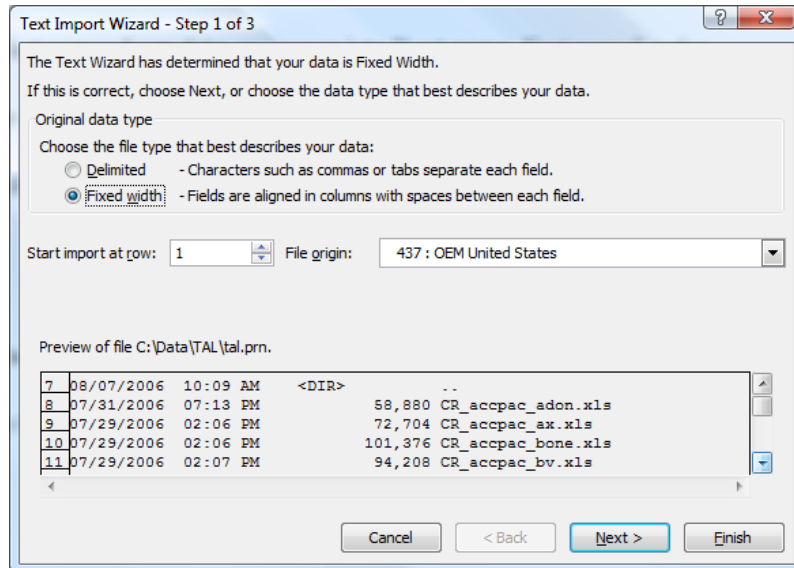 Text Import Wizard - Step 1 of 3
The Text Wizard has determined that your data is Fixed Width.
If this is correct, choose Next, or choose the data type that best describes your data.
Original data type
Choose the file type that best describes your data:
Delimited - Characters such as commas or tabs separate each field.
Fixed width - Fields are aligned in columns with spaces between each field.
Start import at row: 1 File origin: 437 : OEM United States
Preview of file C:\Data\TAL\tal.prn.
7 08/07/2006 10:09 AM <DIR> ..
8 07/31/2006 07:13 PM 58,880 CR_accpac_adon.xls
9 07/29/2006 02:06 PM 72,704 CR_accpac_ax.xls
10 07/29/2006 02:06 PM 101,376 CR_accpac_bone.xls
11 07/29/2006 02:07 PM 94,208 CR_accpac_bv.xls
Cancel < Back Next > Finish